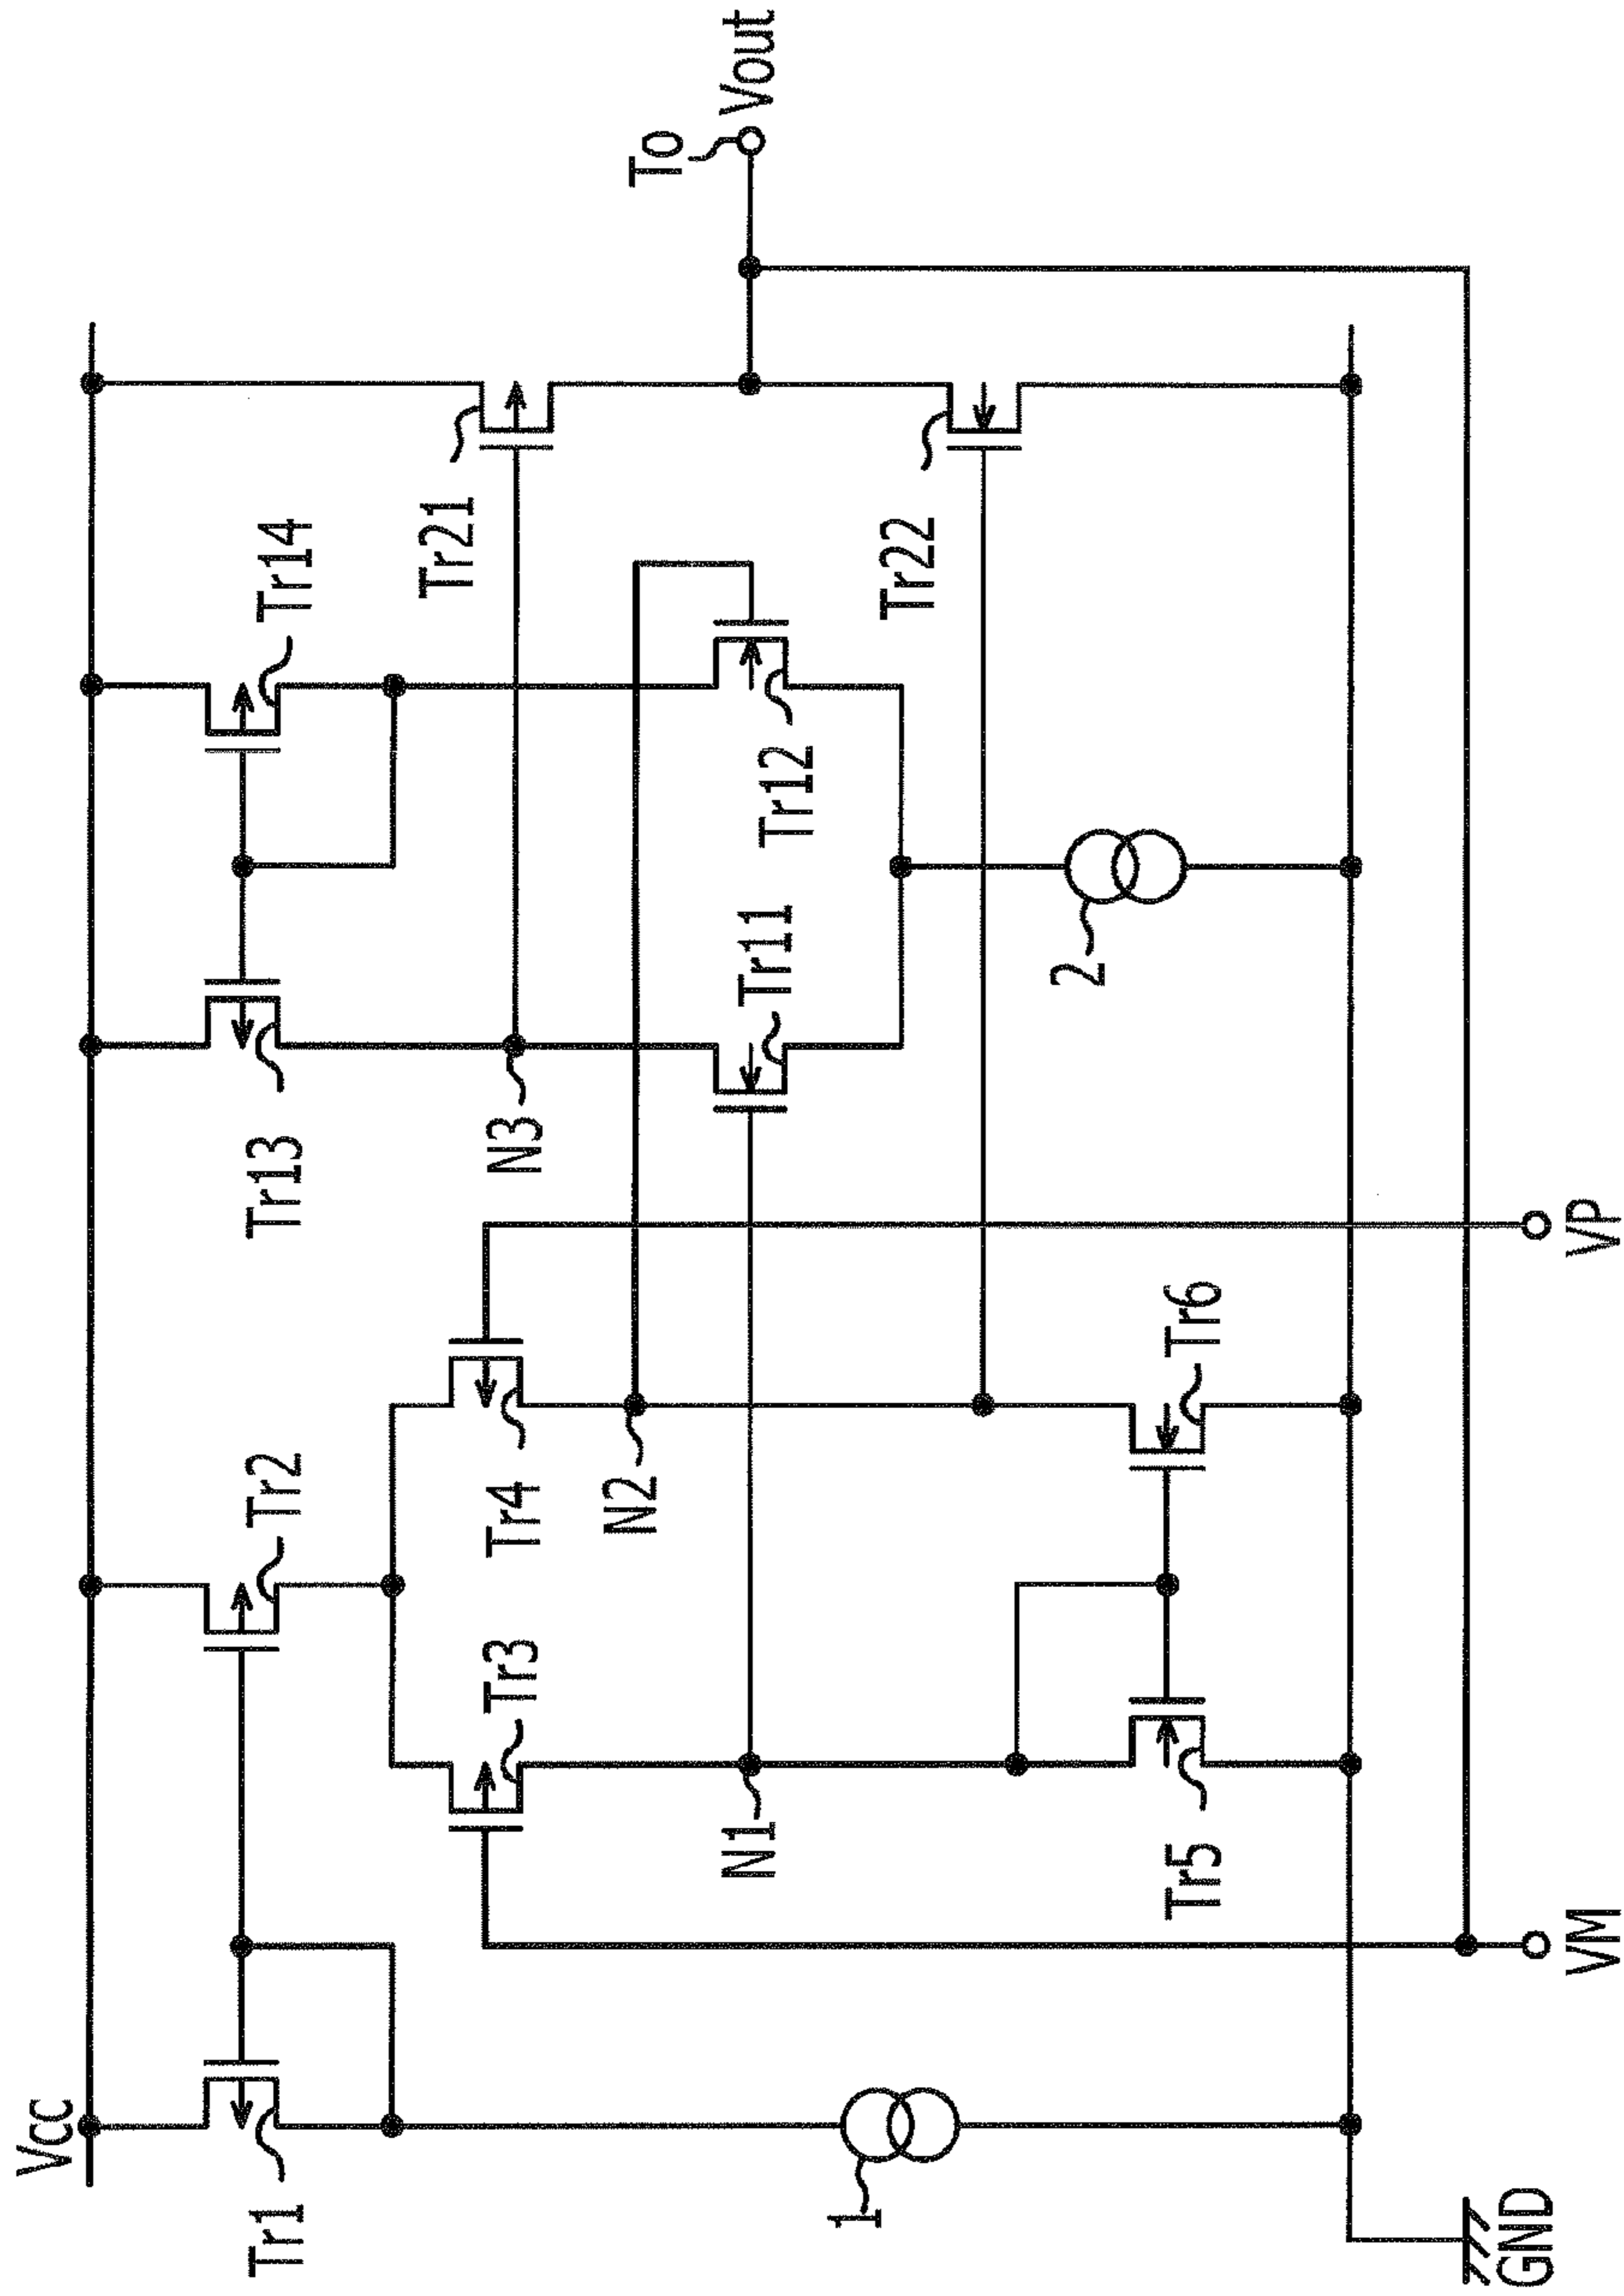 Vcc
Tr1
Tr2
Tr13
Tr14
Tr3
Tr4
N3
Tr21
To
Vout
N2
N1
Tr11
Tr12
Tr22
1
2
Tr5
Tr6
GND
VM
VP